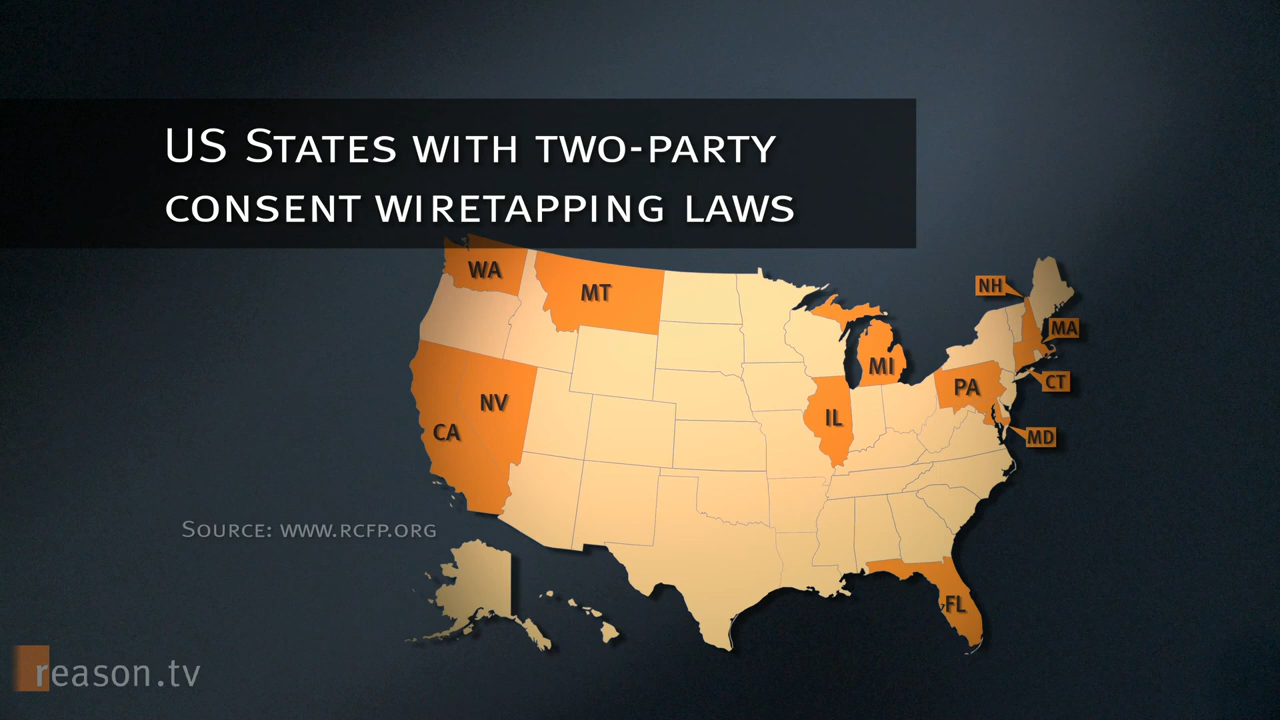 US States with two-party
consent wiretapping laws
WA
MT
NH
MA
MI
CT
PA
NV
IL
CA
MD
Source: www.rcfp.org
FL
reason.tv